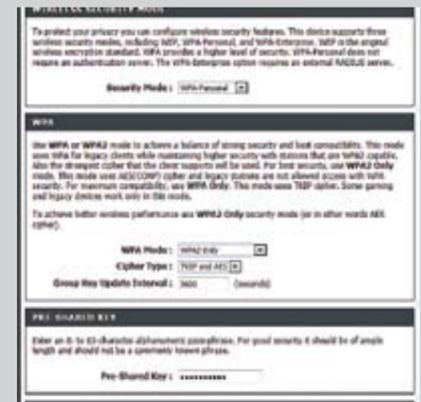 WIRELESS SECURITY MODE
To protect your privacy you can configure wireless security features. This device supports three
wireless security modes, including WEP, WPA-Personal, and WPA-Enterprise. WEP is the original
wireless encryption standard. WPA provides a higher level of security. WPA-Personal does not
require an authentication server. The WPA-Enterprise option requires an external RADIUS server.
Security Mode : WPA-Personal
WPA
Use WPA or WPA2 mode to achieve a balance of strong security and best compatibility. This mode
uses WPA for legacy clients while maintaining higher security with stations that are WPA2 capable.
Also the strongest cipher that the client supports will be used. For best security, use WPA2 Only
mode. This mode uses AES(CCMP) cipher and legacy stations are not allowed access with WPA
security. For maximum compatibility, use WPA Only. This mode uses TKIP cipher. Some gaming
and legacy devices work only in this mode.
To achieve better wireless performance use WPA2 Only security mode (or in other words AES
cipher).
WPA Mode : WPA2 Only
Cipher Type : TKIP and AES
Group Key Update Interval : 3600 (seconds)
PRE-SHARED KEY
Enter an 8- to 63-character alphanumeric pass-phrase. For good security it should be of ample
length and should not be a commonly known phrase.
Pre-Shared Key : ••••••••••